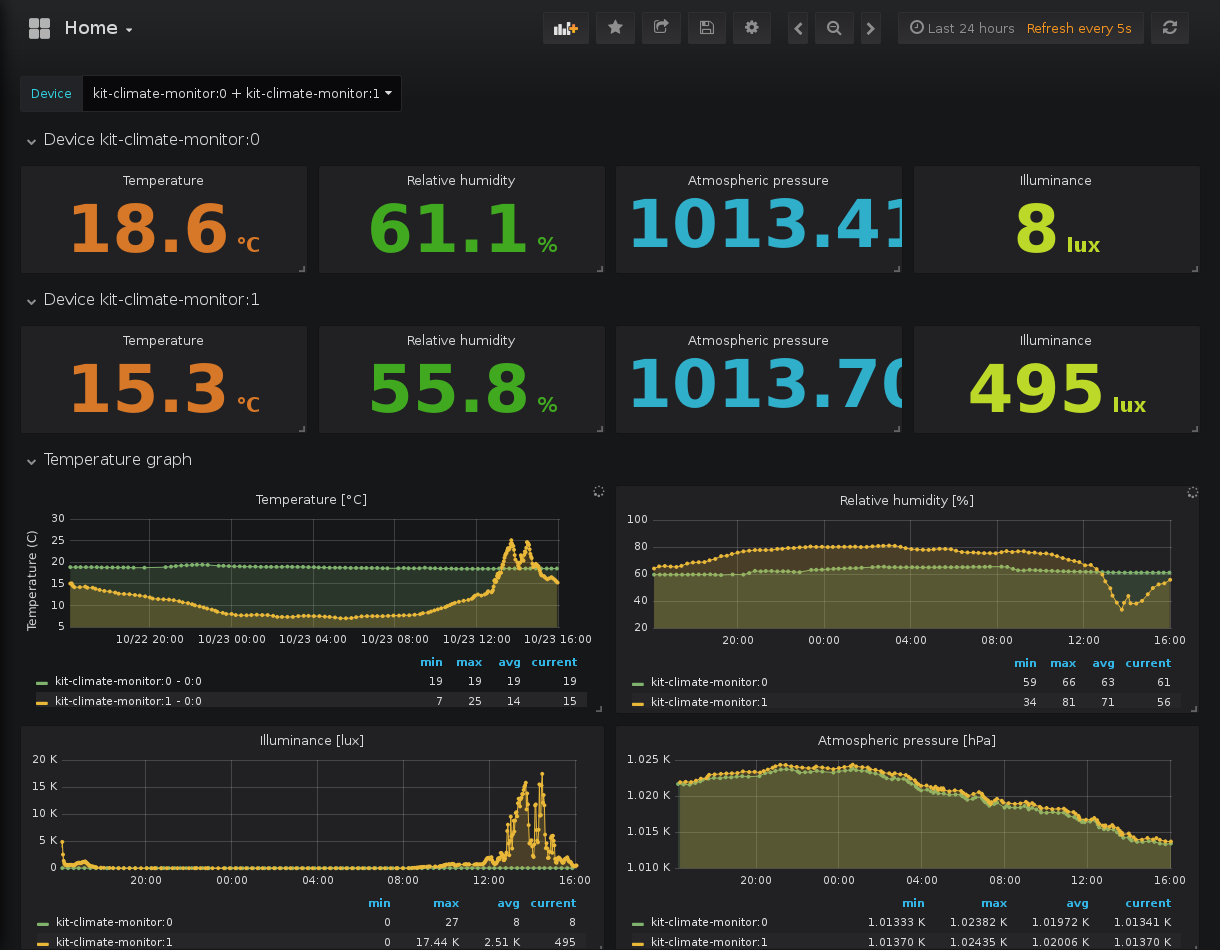 Home
Last 24 hours Refresh every 5s
Device kit-climate-monitor:0 + kit-climate-monitor:1
Device kit-climate-monitor:0
Temperature Relative humidity Atmospheric pressure Illuminance
18.6 °C 61.1 % 1013.41 8 lux
Device kit-climate-monitor:1
Temperature Relative humidity Atmospheric pressure Illuminance
15.3 °C 55.8 % 1013.70 495 lux
Temperature graph
Temperature [°C]
Temperature (C)
30
25
20
15
10
5
10/22 20:00 10/23 00:00 10/23 04:00 10/23 08:00 10/23 12:00 10/23 16:00
min max avg current
kit-climate-monitor:0 - 0:0 19 19 19 19
kit-climate-monitor:1 - 0:0 7 25 14 15
Relative humidity [%]
100
80
60
40
20
20:00 00:00 04:00 08:00 12:00 16:00
min max avg current
kit-climate-monitor:0 59 66 63 61
kit-climate-monitor:1 34 81 71 56
Illuminance [lux]
20 K
15 K
10 K
5 K
0
20:00 00:00 04:00 08:00 12:00 16:00
min max avg current
kit-climate-monitor:0 0 27 8 8
kit-climate-monitor:1 0 17.44 K 2.51 K 495
Atmospheric pressure [hPa]
1.025 K
1.020 K
1.015 K
1.010 K
20:00 00:00 04:00 08:00 12:00 16:00
min max avg current
kit-climate-monitor:0 1.01333 K 1.02382 K 1.01972 K 1.01341 K
kit-climate-monitor:1 1.01370 K 1.02435 K 1.02006 K 1.01370 K